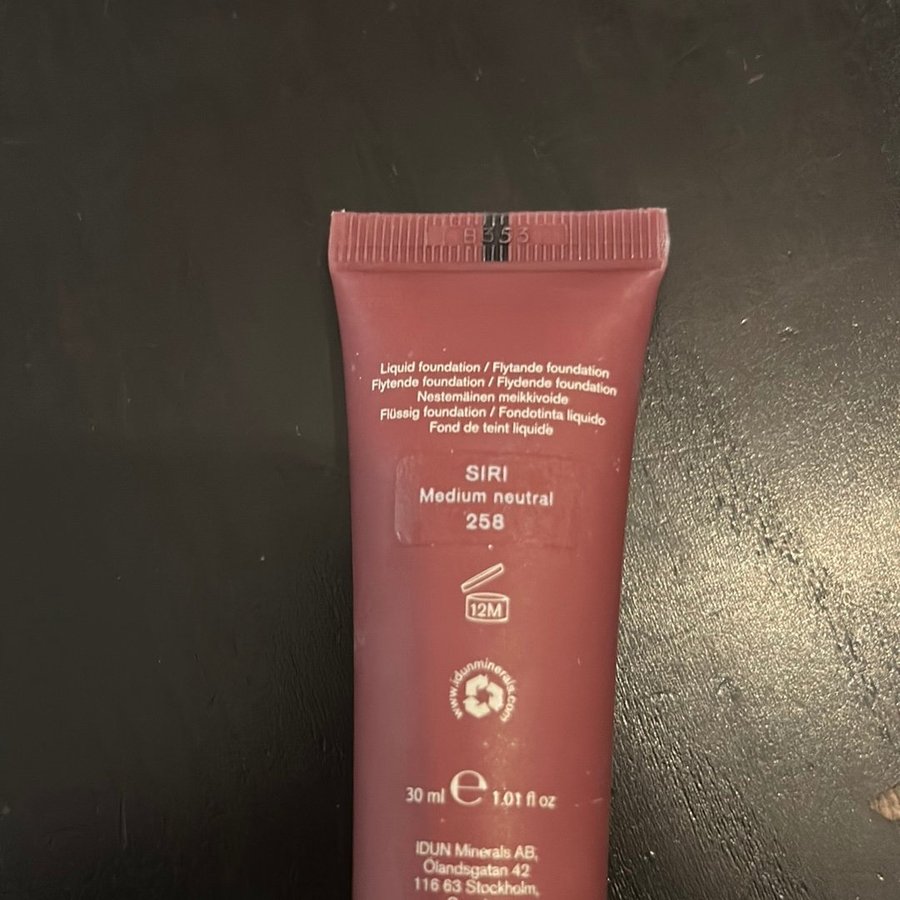 B353
Liquid foundation / Flytande foundation
Flytende foundation / Flydende foundation
Nestemäinen meikkivoide
Flüssig foundation / Fondotinta liquido
Fond de teint liquide
SIRI
Medium neutral
258
12M
www.idunminerals.com
30 ml e 1.01 fl oz
IDUN Minerals AB,
Ölandsgatan 42
116 63 Stockholm,